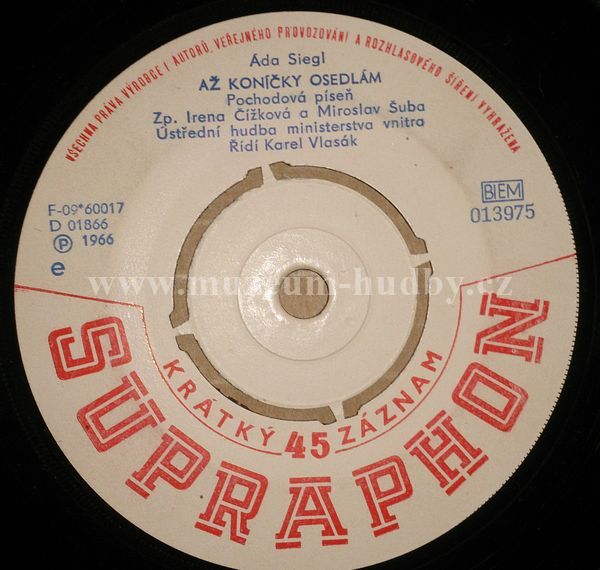 VŠECHNA PRÁVA VÝROBCE I AUTORŮ, VEŘEJNÉHO PROVOZOVÁNÍ A ROZHLASOVÉHO ŠÍŘENÍ VYHRAŽENA
Áda Siegl
AŽ KONÍČKY OSEDLÁM
Pochodová píseň
Zp. Irena Čížková a Miroslav Šuba
Ústřední hudba ministerstva vnitra
Řídí Karel Vlasák
F-09*60017
D 01866
Ⓟ 1966
e
BIEM
013975
www.muzeum-hudby.cz
KRÁTKÝ 45 ZÁZNAM
SUPRAPHON